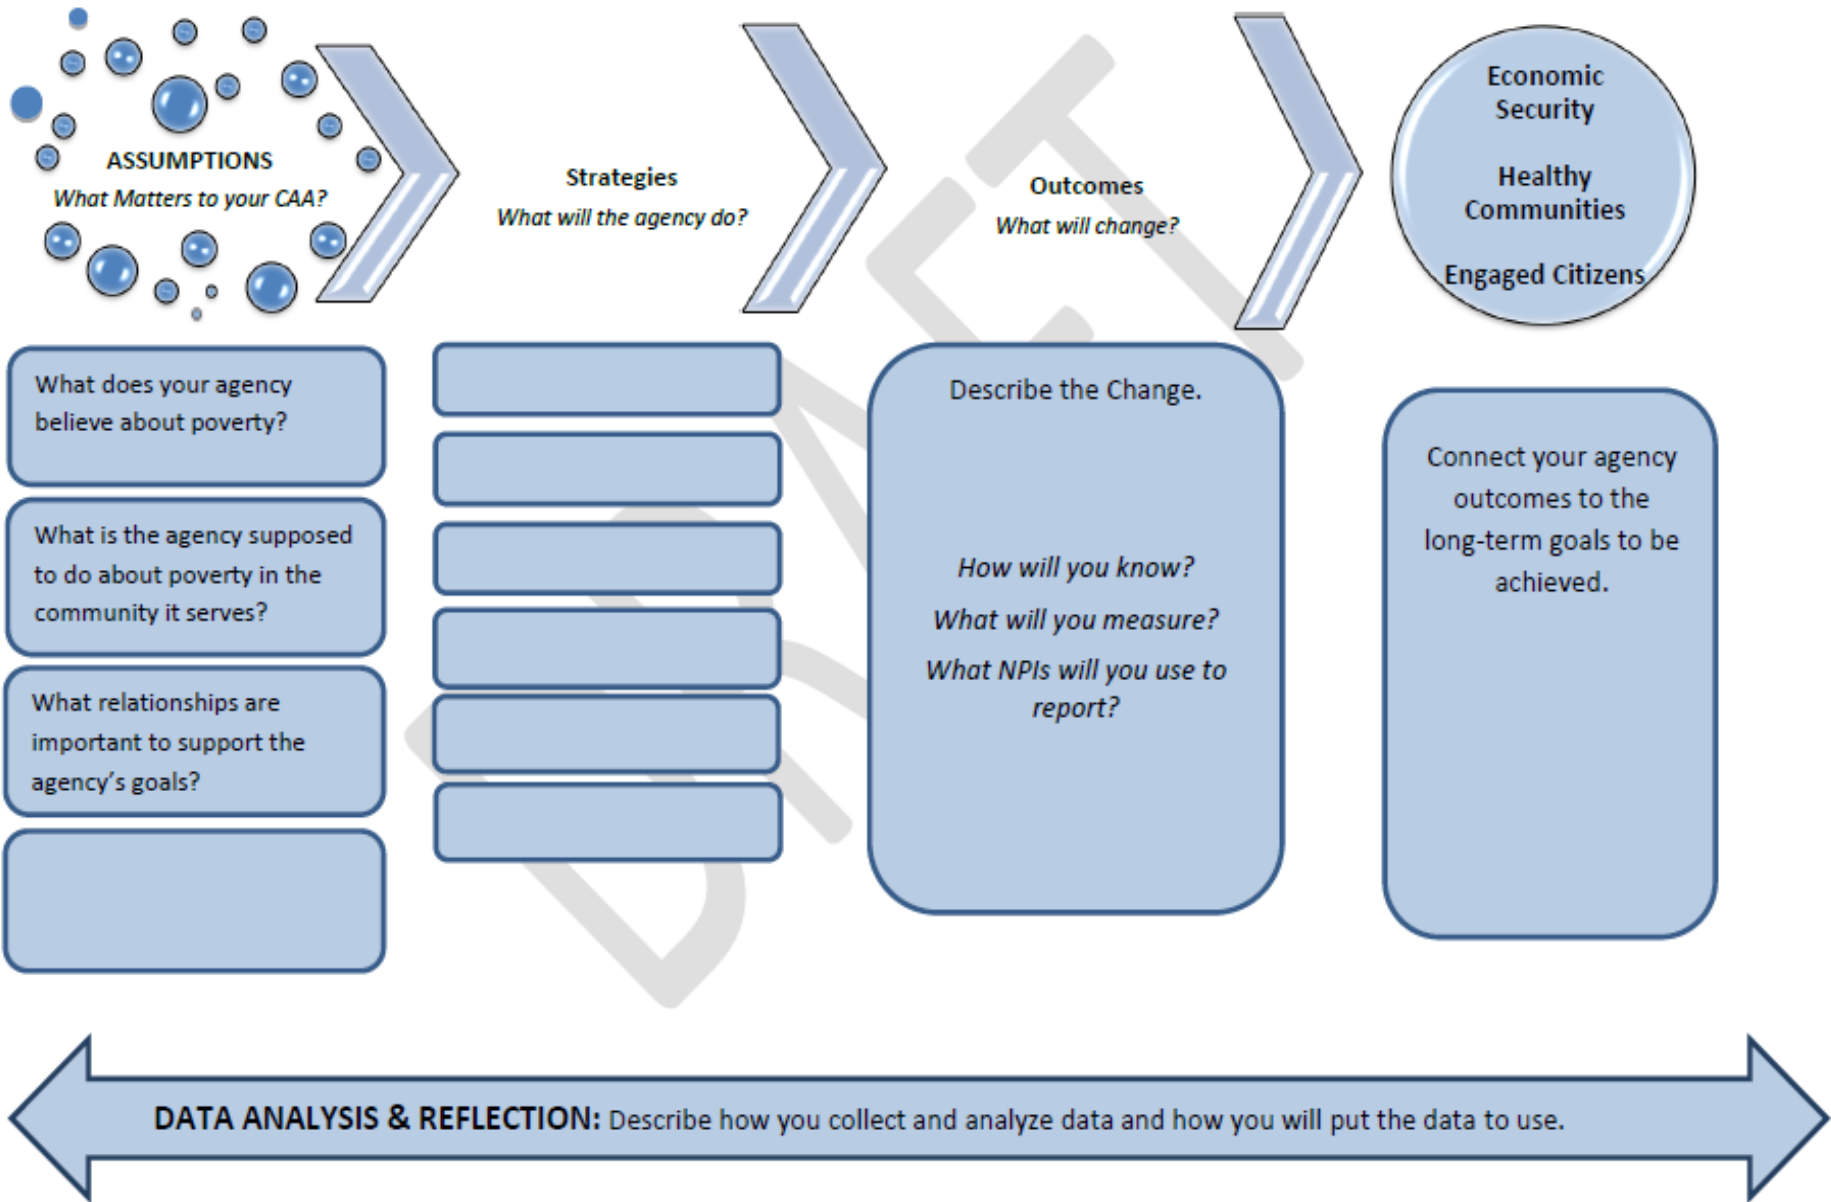 ASSUMPTIONS
What Matters to your CAA?
Strategies
What will the agency do?
Outcomes
What will change?
Economic
Security
Healthy
Communities
Engaged Citizens
What does your agency
believe about poverty?
What is the agency supposed
to do about poverty in the
community it serves?
What relationships are
important to support the
agency's goals?
Describe the Change.
How will you know?
What will you measure?
What NPIs will you use to
report?
Connect your agency
outcomes to the
long-term goals to be
achieved.
DRAFT
DATA ANALYSIS & REFLECTION: Describe how you collect and analyze data and how you will put the data to use.